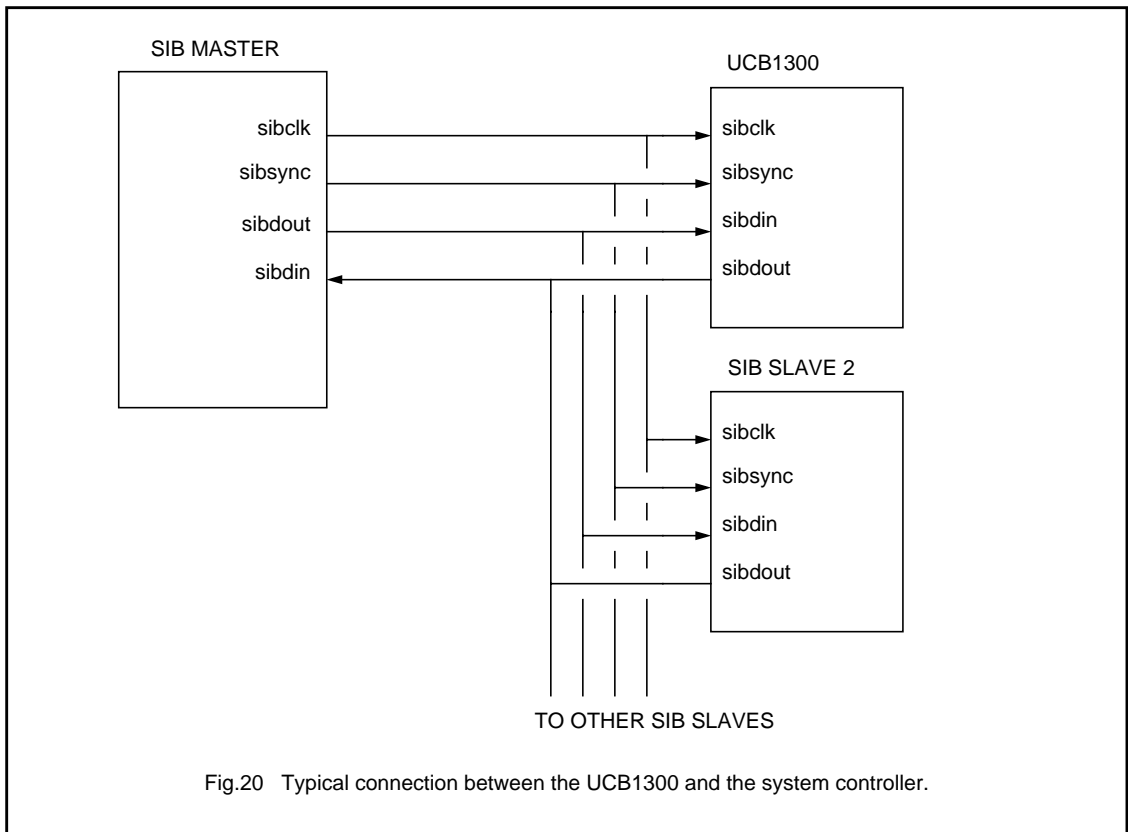 SIB MASTER
sibclk
sibsync
sibdout
sibdin
UCB1300
sibclk
sibsync
sibdin
sibdout
SIB SLAVE 2
sibclk
sibsync
sibdin
sibdout
TO OTHER SIB SLAVES
Fig.20 Typical connection between the UCB1300 and the system controller.